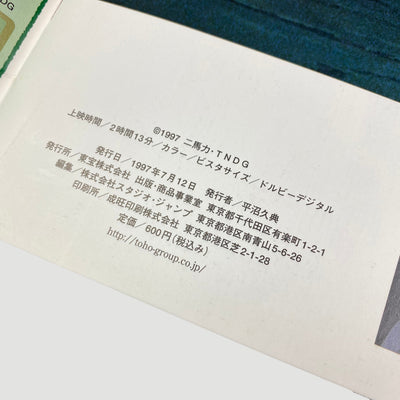 DG
©1997 二馬力・TNDG
上映時間／2時間13分／カラー／ビスタサイズ／ドルビーデジタル
発行日／1997年7月12日 発行者／平沼久典
発行所／東宝株式会社 出版・商品事業室 東京都千代田区有楽町1-2-1
編集／株式会社スタジオ・ジャンプ 東京都港区南青山5-6-26
印刷所／成旺印刷株式会社 東京都港区芝2-1-28
定価／600円（税込み）
http://toho-group.co.jp/